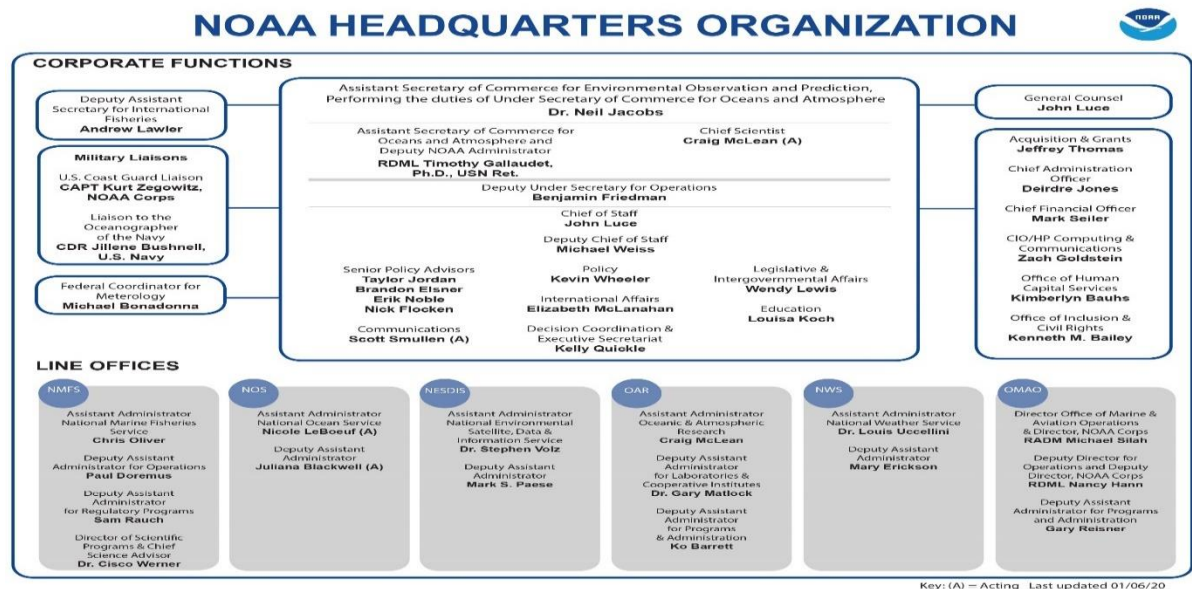 NOAA HEADQUARTERS ORGANIZATION
NOAA
CORPORATE FUNCTIONS
Deputy Assistant
Secretary for International
Fisheries
Andrew Lawler
Military Liaisons
U.S. Coast Guard Liaison
CAPT Kurt Zegowitz,
NOAA Corps
Liaison to the
Oceanographer
of the Navy
CDR Jillene Bushnell,
U.S. Navy
Federal Coordinator for
Meterology
Michael Bonadonna
Assistant Secretary of Commerce for Environmental Observation and Prediction,
Performing the duties of Under Secretary of Commerce for Oceans and Atmosphere
Dr. Neil Jacobs
Assistant Secretary of Commerce for
Oceans and Atmosphere and
Deputy NOAA Administrator
RDML Timothy Gallaudet,
Ph.D., USN Ret.
Chief Scientist
Craig McLean (A)
Deputy Under Secretary for Operations
Benjamin Friedman
Chief of Staff
John Luce
Deputy Chief of Staff
Michael Weiss
Senior Policy Advisors
Taylor Jordan
Brandon Elsner
Erik Noble
Nick Flocken
Communications
Scott Smullen (A)
Policy
Kevin Wheeler
International Affairs
Elizabeth McLanahan
Decision Coordination &
Executive Secretariat
Kelly Quickle
Legislative &
Intergovernmental Affairs
Wendy Lewis
Education
Louisa Koch
General Counsel
John Luce
Acquisition & Grants
Jeffrey Thomas
Chief Administration
Officer
Deirdre Jones
Chief Financial Officer
Mark Seiler
CIO/HP Computing &
Communications
Zach Goldstein
Office of Human
Capital Services
Kimberlyn Bauhs
Office of Inclusion &
Civil Rights
Kenneth M. Bailey
LINE OFFICES
NMFS
Assistant Administrator
National Marine Fisheries
Service
Chris Oliver
Deputy Assistant
Administrator for Operations
Paul Doremus
Deputy Assistant
Administrator
for Regulatory Programs
Sam Rauch
Director of Scientific
Programs & Chief
Science Advisor
Dr. Cisco Werner
NOS
Assistant Administrator
National Ocean Service
Nicole LeBoeuf (A)
Deputy Assistant
Administrator
Juliana Blackwell (A)
NESDIS
Assistant Administrator
National Environmental
Satellite, Data &
Information Service
Dr. Stephen Volz
Deputy Assistant
Administrator
Mark S. Paese
OAR
Assistant Administrator
Oceanic & Atmospheric
Research
Craig McLean
Deputy Assistant
Administrator
for Laboratories &
Cooperative Institutes
Dr. Gary Matlock
Deputy Assistant
Administrator
for Programs
& Administration
Ko Barrett
NWS
Assistant Administrator
National Weather Service
Dr. Louis Uccellini
Deputy Assistant
Administrator
Mary Erickson
OMAO
Director Office of Marine &
Aviation Operations
& Director, NOAA Corps
RADM Michael Silah
Deputy Director for
Operations and Deputy
Director, NOAA Corps
RDML Nancy Hann
Deputy Assistant
Administrator for Programs
and Administration
Gary Reisner
Key: (A) — Acting Last updated 01/06/20